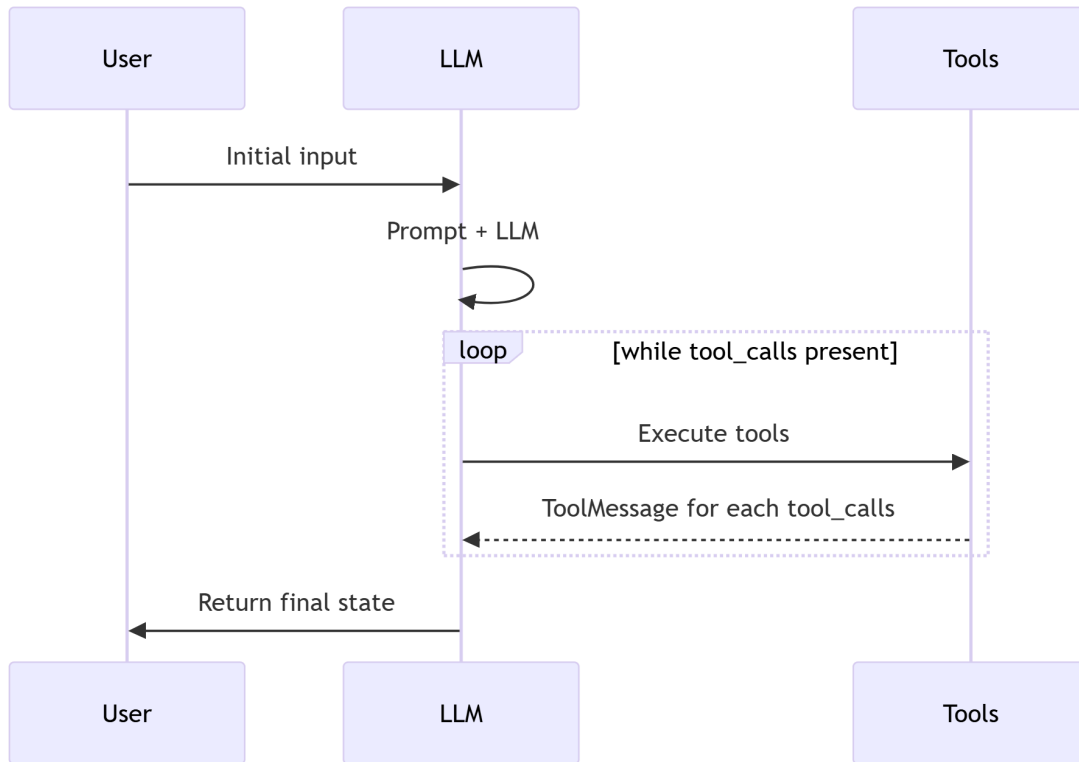 User
LLM
Tools
Initial input
Prompt + LLM
loop
[while tool_calls present]
Execute tools
ToolMessage for each tool_calls
Return final state
User
LLM
Tools